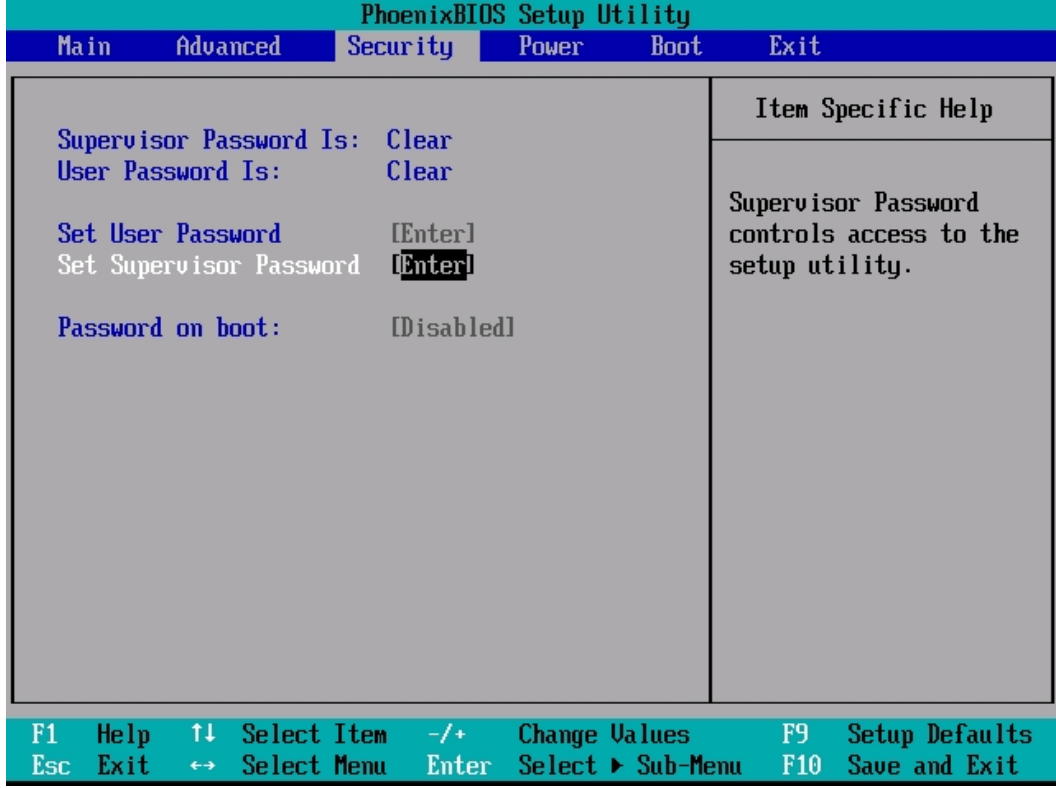 PhoenixBIOS Setup Utility
Main Advanced Security Power Boot Exit
Supervisor Password Is: Clear
User Password Is: Clear
Set User Password [Enter]
Set Supervisor Password [Enter]
Password on boot: [Disabled]
Item Specific Help
Supervisor Password
controls access to the
setup utility.
F1 Help ↑↓ Select Item -/+ Change Values F9 Setup Defaults
Esc Exit ↔ Select Menu Enter Select ▶ Sub-Menu F10 Save and Exit